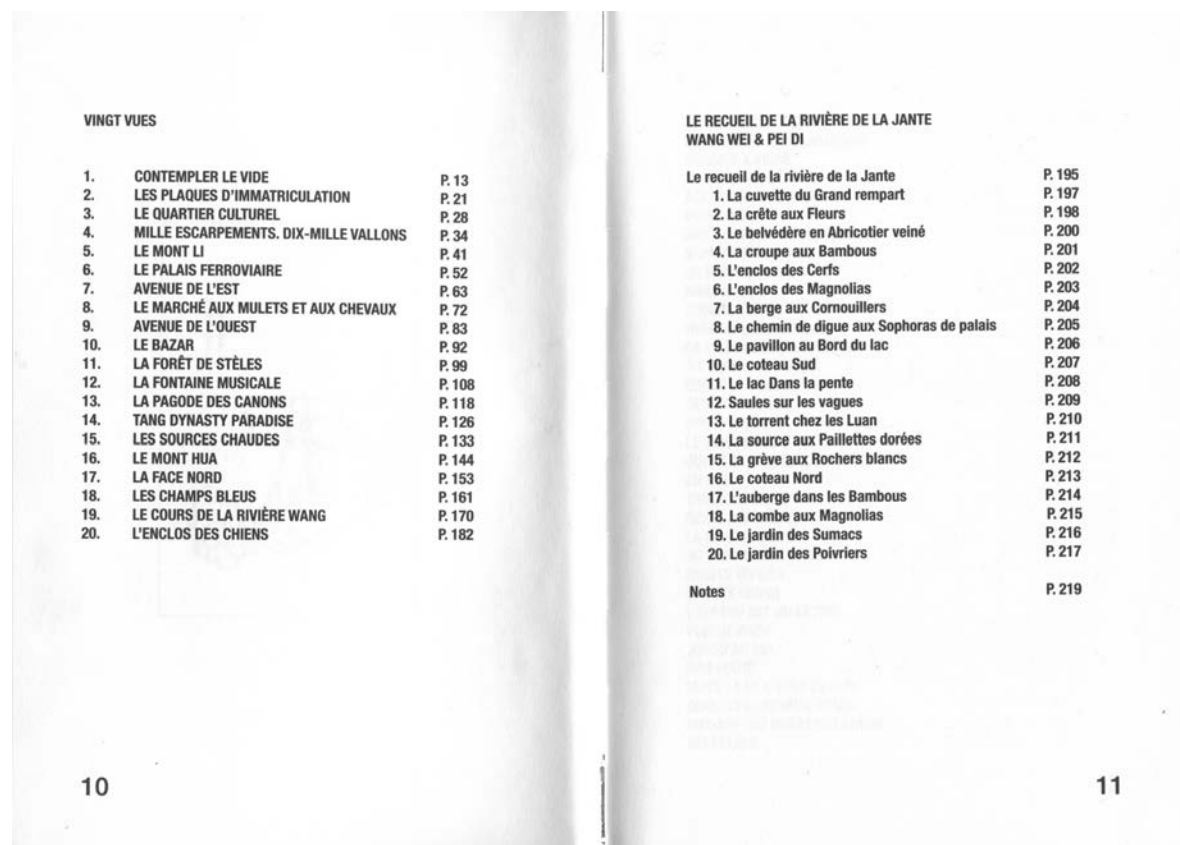 VINGT VUES
1. CONTEMPLER LE VIDE P. 13
2. LES PLAQUES D'IMMATRICULATION P. 21
3. LE QUARTIER CULTUREL P. 28
4. MILLE ESCARPEMENTS. DIX-MILLE VALLONS P. 34
5. LE MONT LI P. 41
6. LE PALAIS FERROVIAIRE P. 52
7. AVENUE DE L'EST P. 63
8. LE MARCHÉ AUX MULETS ET AUX CHEVAUX P. 72
9. AVENUE DE L'OUEST P. 83
10. LE BAZAR P. 92
11. LA FORÊT DE STÈLES P. 99
12. LA FONTAINE MUSICALE P. 108
13. LA PAGODE DES CANONS P. 118
14. TANG DYNASTY PARADISE P. 126
15. LES SOURCES CHAUDES P. 133
16. LE MONT HUA P. 144
17. LA FACE NORD P. 153
18. LES CHAMPS BLEUS P. 161
19. LE COURS DE LA RIVIÈRE WANG P. 170
20. L'ENCLOS DES CHIENS P. 182
10
LE RECUEIL DE LA RIVIÈRE DE LA JANTE
WANG WEI & PEI DI
Le recueil de la rivière de la Jante P. 195
1. La cuvette du Grand rempart P. 197
2. La crête aux Fleurs P. 198
3. Le belvédère en Abricotier veiné P. 200
4. La croupe aux Bambous P. 201
5. L'enclos des Cerfs P. 202
6. L'enclos des Magnolias P. 203
7. La berge aux Cornouillers P. 204
8. Le chemin de digue aux Sophoras de palais P. 205
9. Le pavillon au Bord du lac P. 206
10. Le coteau Sud P. 207
11. Le lac Dans la pente P. 208
12. Saules sur les vagues P. 209
13. Le torrent chez les Luan P. 210
14. La source aux Paillettes dorées P. 211
15. La grève aux Rochers blancs P. 212
16. Le coteau Nord P. 213
17. L'auberge dans les Bambous P. 214
18. La combe aux Magnolias P. 215
19. Le jardin des Sumacs P. 216
20. Le jardin des Poivriers P. 217
Notes P. 219
11